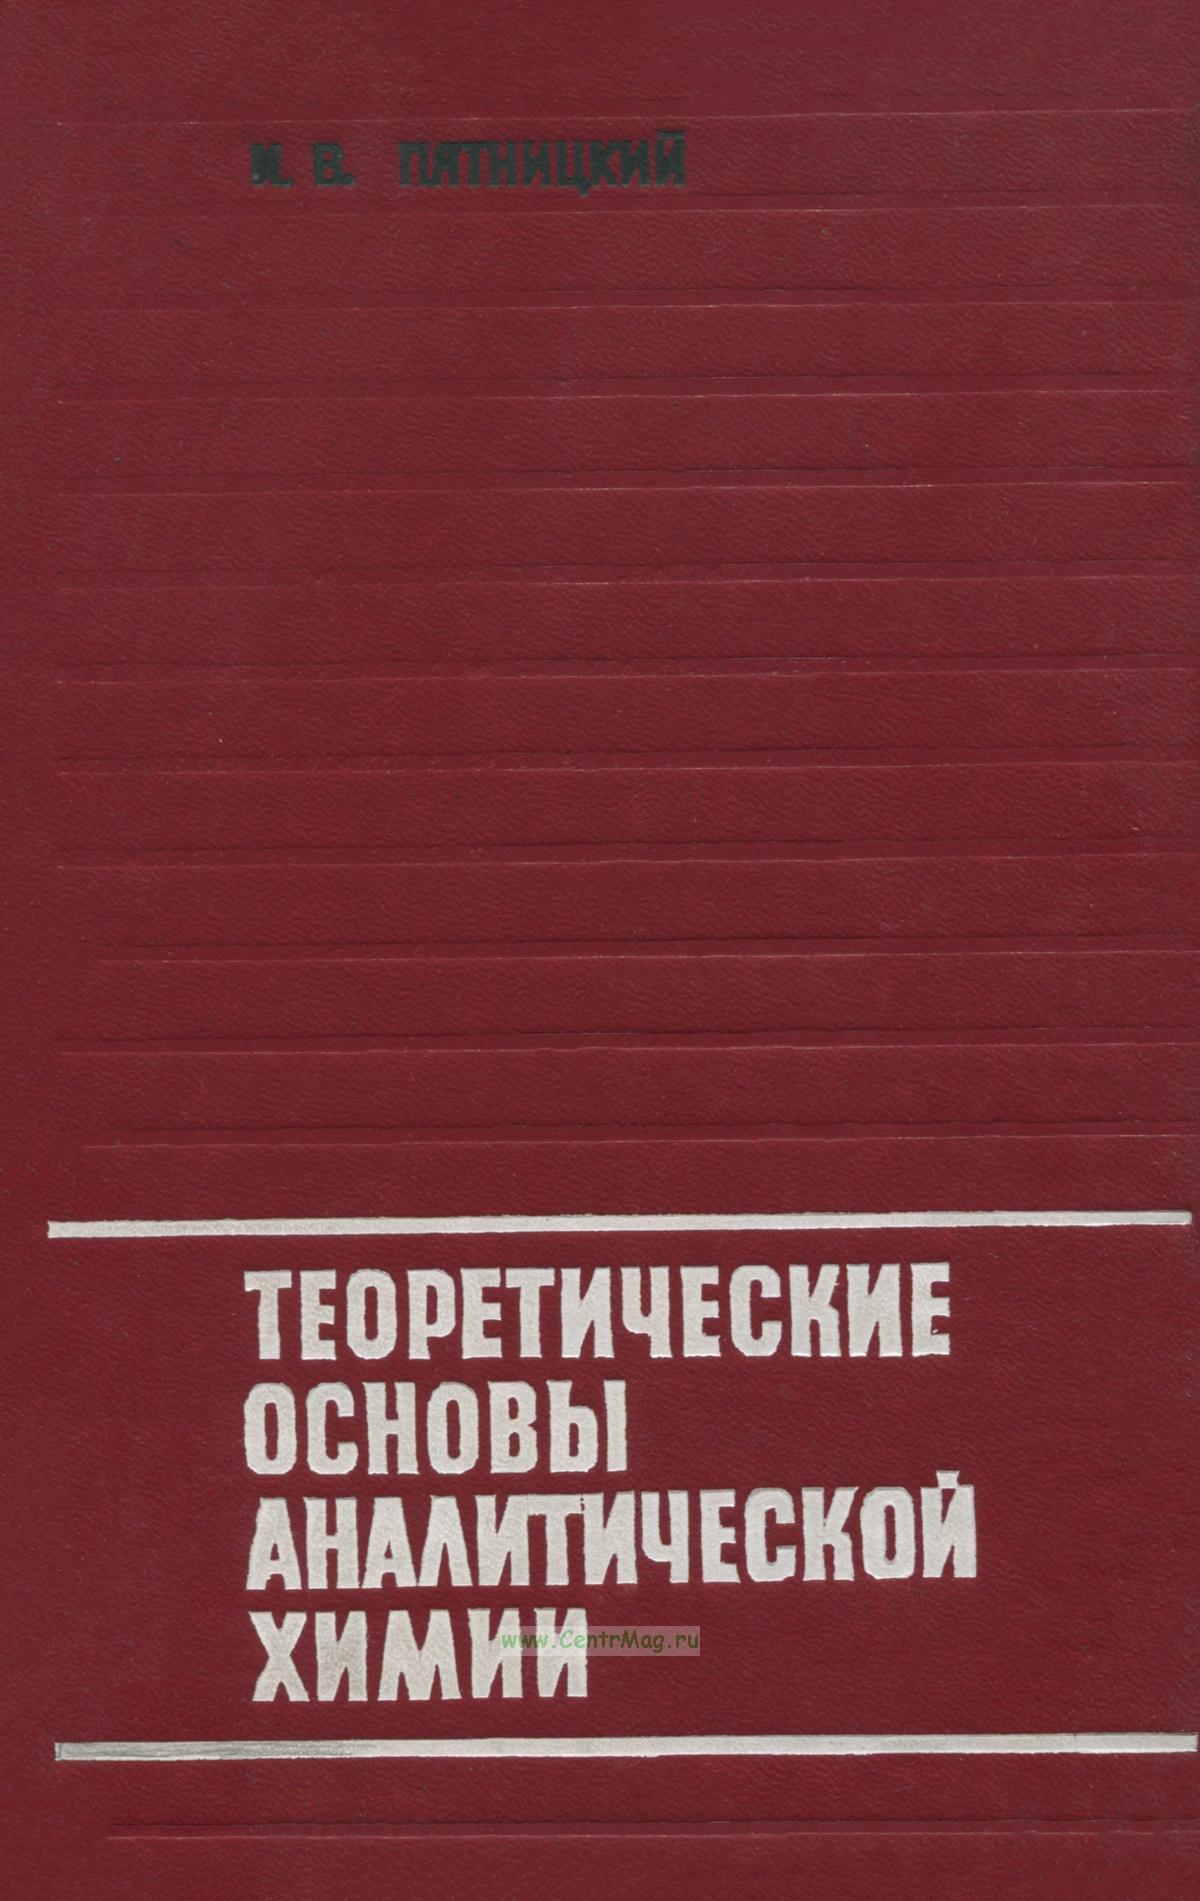 И. В. ПЯТНИЦКИЙ
ТЕОРЕТИЧЕСКИЕ
ОСНОВЫ
АНАЛИТИЧЕСКОЙ
ХИМИИ
www.CentrMag.ru